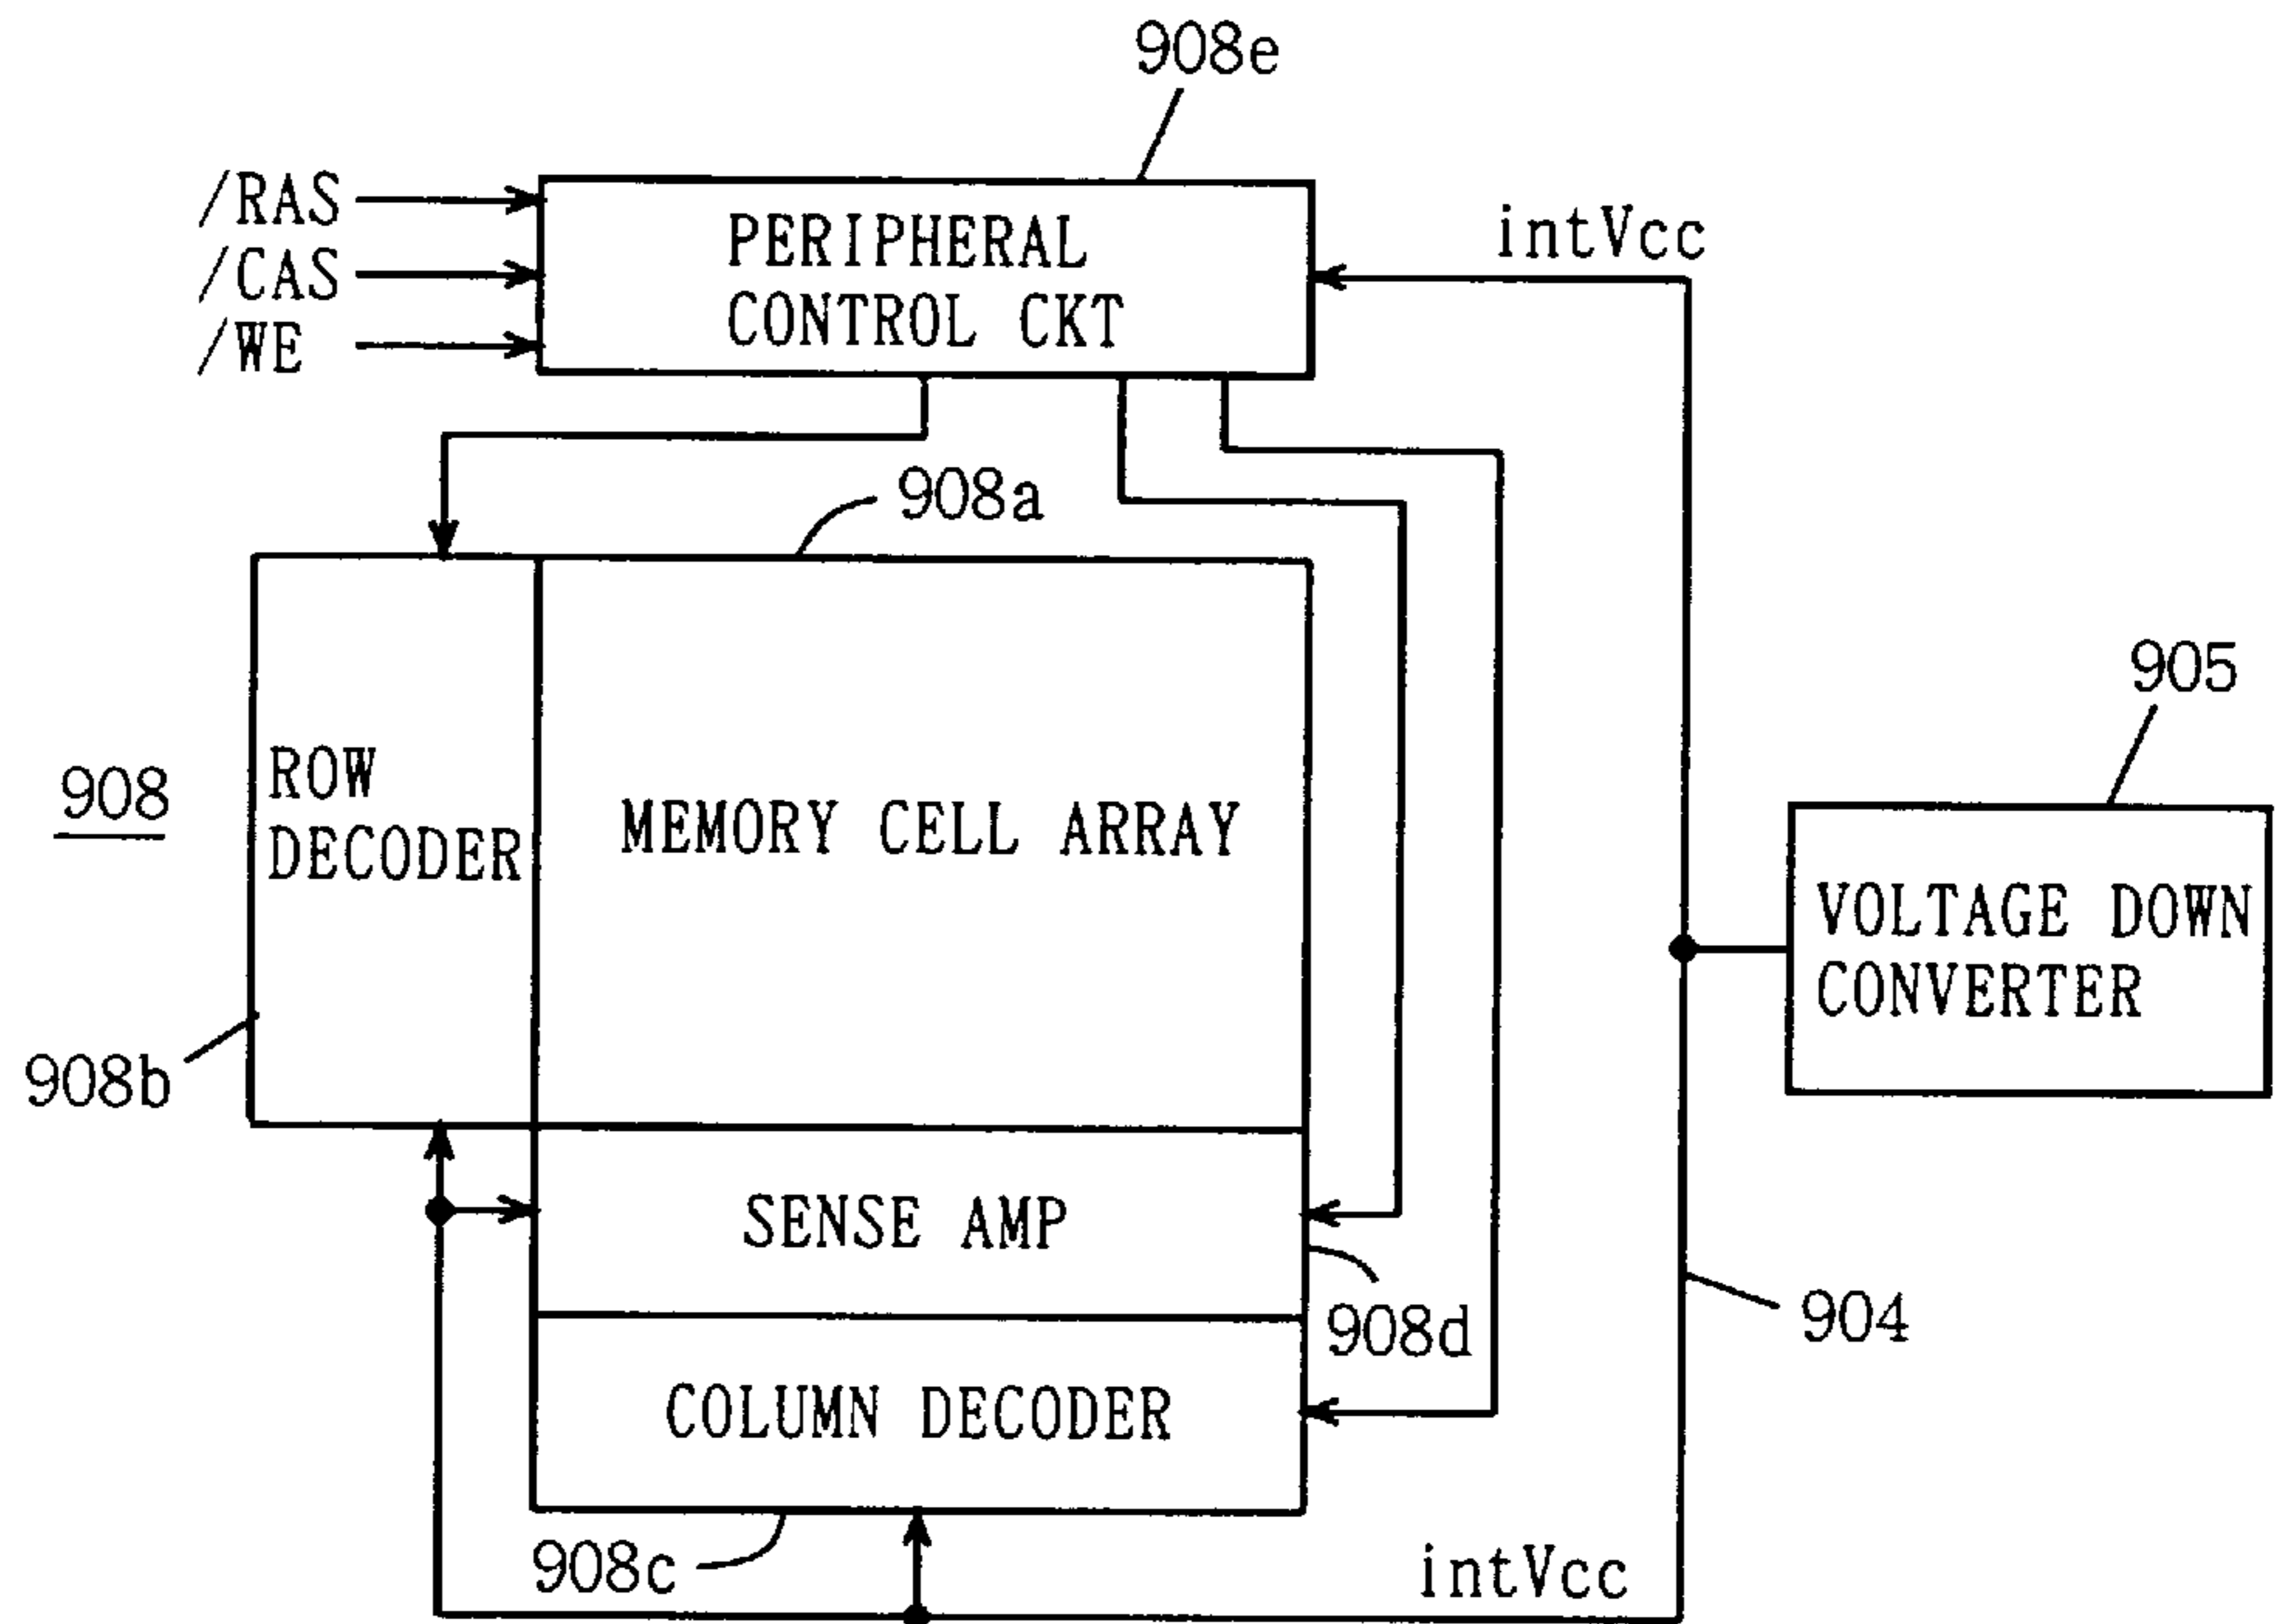 908e
/RAS
/CAS
/WE
PERIPHERAL
CONTROL CKT
intVcc
908a
905
908
ROW
DECODER
MEMORY CELL ARRAY
VOLTAGE DOWN
CONVERTER
908b
SENSE AMP
904
908d
COLUMN DECODER
908c
intVcc